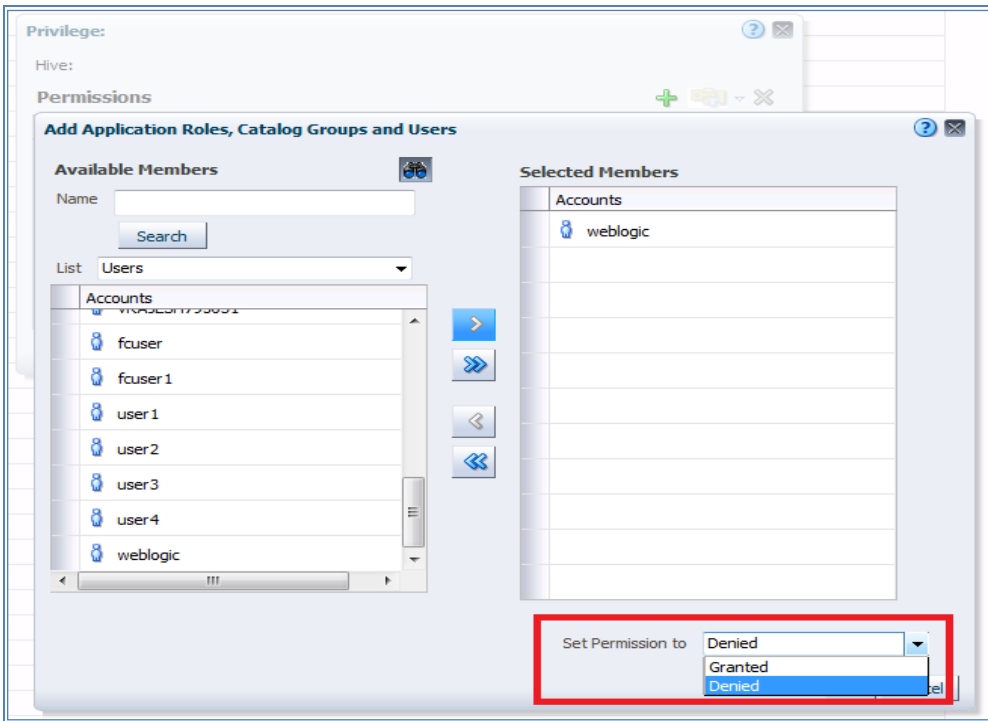 Privilege:
Hive:
Permissions
Add Application Roles, Catalog Groups and Users
Available Members
Name
Search
List Users
Accounts
fcuser
fcuser1
user1
user2
user3
user4
weblogic
Selected Members
Accounts
weblogic
Set Permission to Denied
Granted
Denied